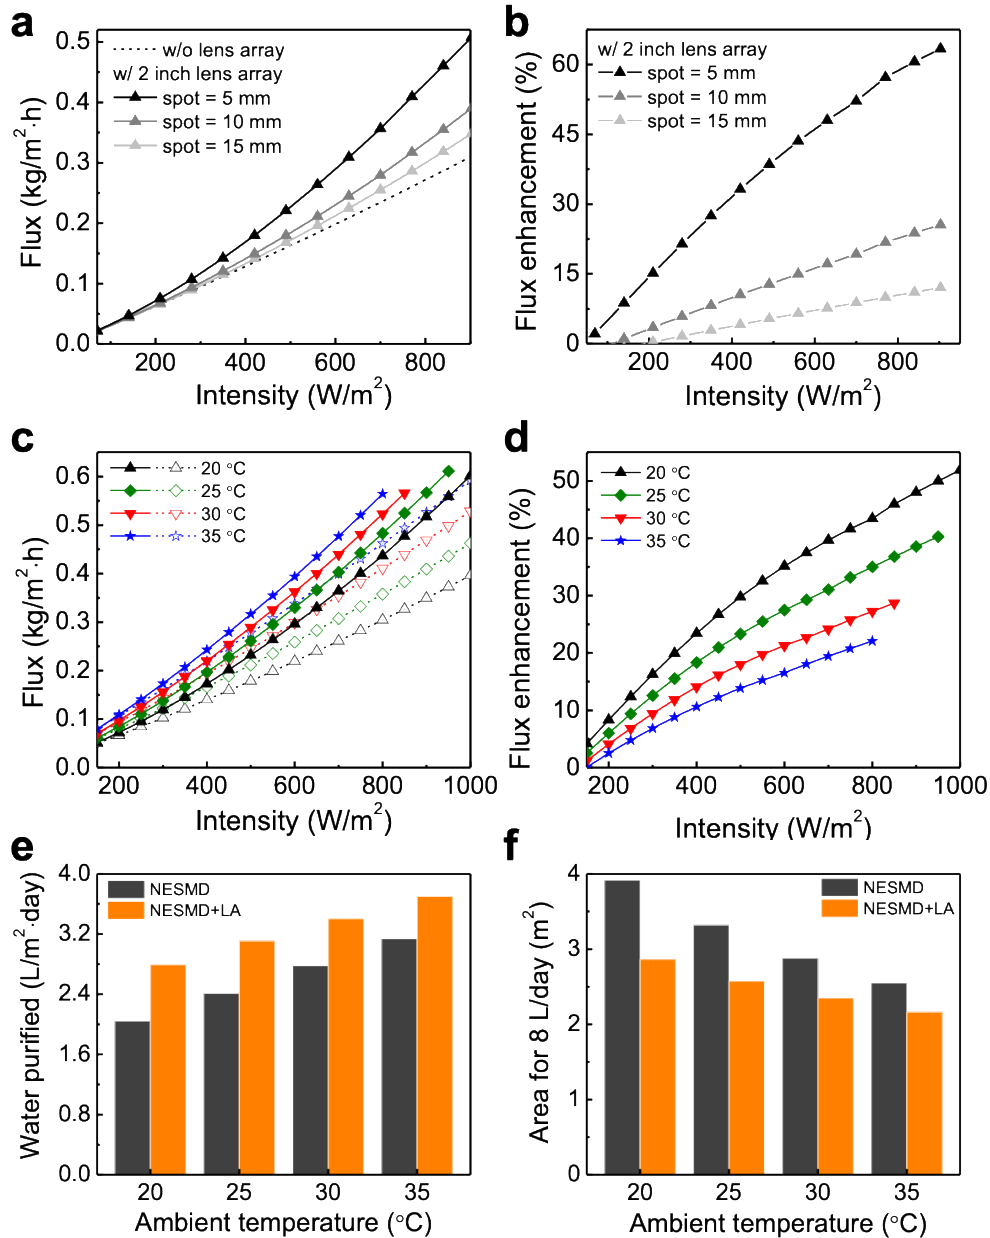 a
Flux (kg/m²·h)
0.5
0.4
0.3
0.2
0.1
0.0
w/o lens array
w/ 2 inch lens array
spot = 5 mm
spot = 10 mm
spot = 15 mm
200 400 600 800
Intensity (W/m²)
b
Flux enhancement (%)
60
45
30
15
0
w/ 2 inch lens array
spot = 5 mm
spot = 10 mm
spot = 15 mm
200 400 600 800
Intensity (W/m²)
c
Flux (kg/m²·h)
0.6
0.5
0.4
0.3
0.2
0.1
0.0
20 °C
25 °C
30 °C
35 °C
200 400 600 800 1000
Intensity (W/m²)
d
Flux enhancement (%)
50
40
30
20
10
0
20 °C
25 °C
30 °C
35 °C
200 400 600 800 1000
Intensity (W/m²)
e
Water purified (L/m²·day)
4.0
3.2
2.4
1.6
0.8
0.0
NESMD
NESMD+LA
20 25 30 35
Ambient temperature (°C)
f
Area for 8 L/day (m²)
4
3
2
1
0
NESMD
NESMD+LA
20 25 30 35
Ambient temperature (°C)